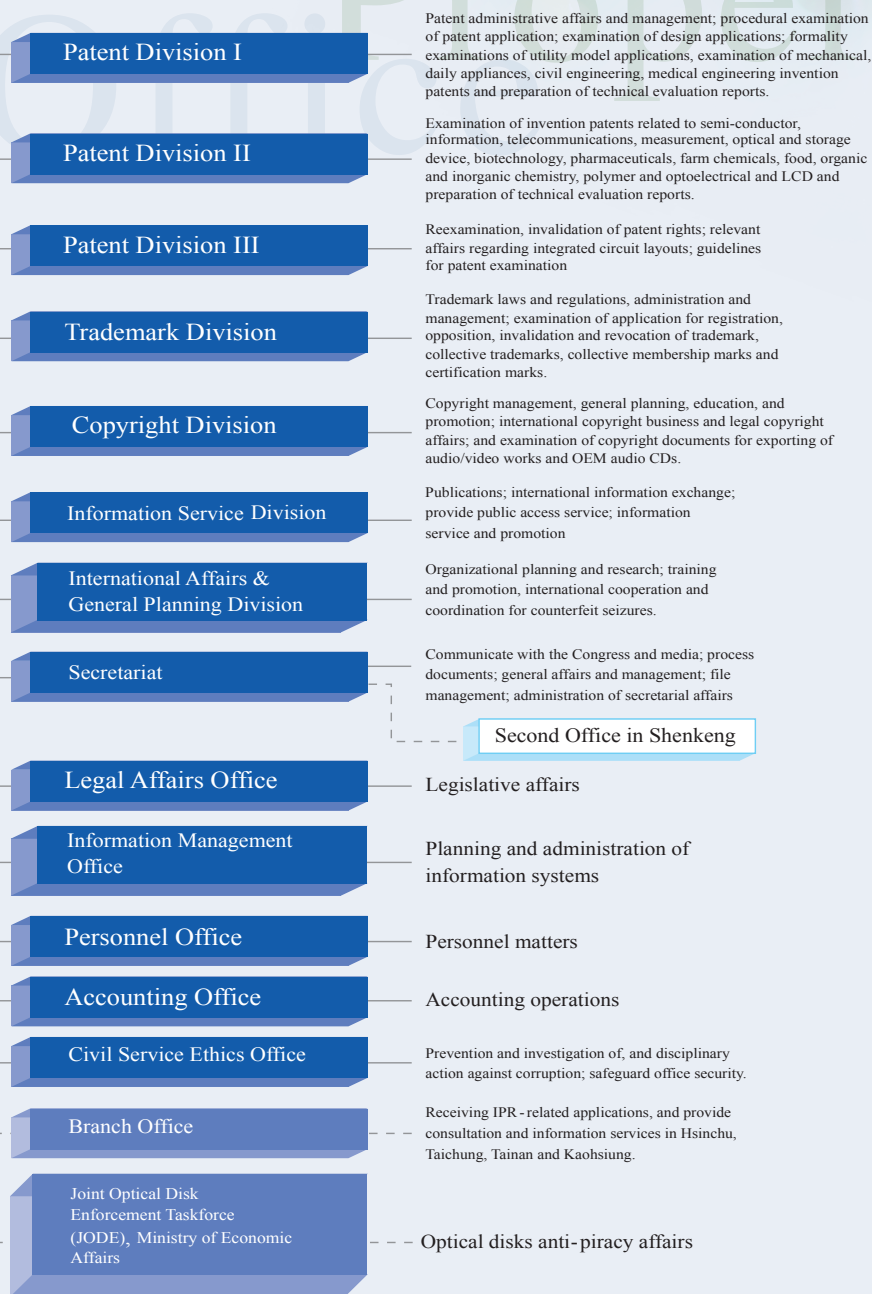 Office
Proper
Patent Division I
Patent administrative affairs and management; procedural examination
of patent application; examination of design applications; formality
examinations of utility model applications, examination of mechanical,
daily appliances, civil engineering, medical engineering invention
patents and preparation of technical evaluation reports.
Patent Division II
Examination of invention patents related to semi-conductor,
information, telecommunications, measurement, optical and storage
device, biotechnology, pharmaceuticals, farm chemicals, food, organic
and inorganic chemistry, polymer and optoelectrical and LCD and
preparation of technical evaluation reports.
Patent Division III
Reexamination, invalidation of patent rights; relevant
affairs regarding integrated circuit layouts; guidelines
for patent examination
Trademark Division
Trademark laws and regulations, administration and
management; examination of application for registration,
opposition, invalidation and revocation of trademark,
collective trademarks, collective membership marks and
certification marks.
Copyright Division
Copyright management, general planning, education, and
promotion; international copyright business and legal copyright
affairs; and examination of copyright documents for exporting of
audio/video works and OEM audio CDs.
Information Service Division
Publications; international information exchange;
provide public access service; information
service and promotion
International Affairs &
General Planning Division
Organizational planning and research; training
and promotion, international cooperation and
coordination for counterfeit seizures.
Secretariat
Communicate with the Congress and media; process
documents; general affairs and management; file
management; administration of secretarial affairs
Second Office in Shenkeng
Legal Affairs Office
Legislative affairs
Information Management
Office
Planning and administration of
information systems
Personnel Office
Personnel matters
Accounting Office
Accounting operations
Civil Service Ethics Office
Prevention and investigation of, and disciplinary
action against corruption; safeguard office security.
Branch Office
Receiving IPR-related applications, and provide
consultation and information services in Hsinchu,
Taichung, Tainan and Kaohsiung.
Joint Optical Disk
Enforcement Taskforce
(JODE), Ministry of Economic
Affairs
Optical disks anti-piracy affairs